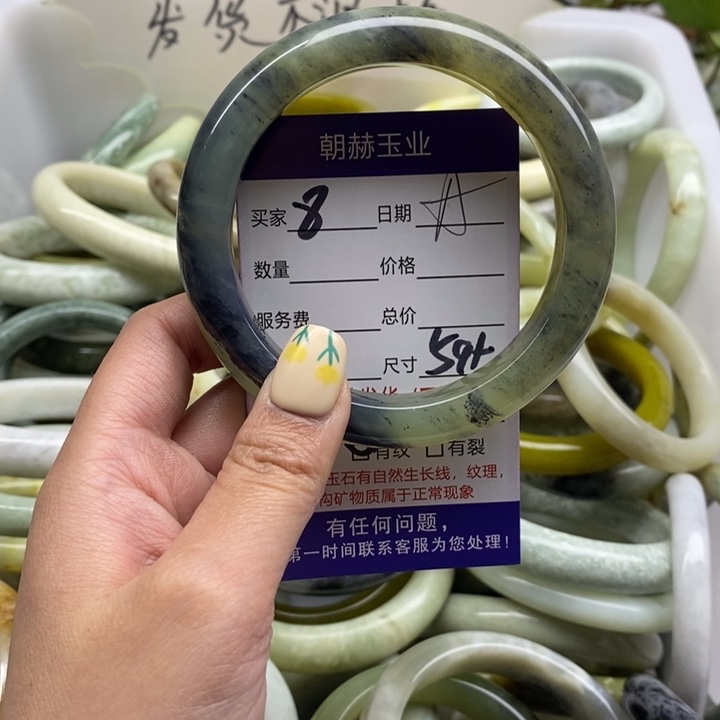 发货
朝赫玉业
买家 8 日期
数量 价格
服务费 总价
尺寸 54+
有纹 有裂
玉石有自然生长线,纹理,
构矿物质属于正常现象
有任何问题,
第一时间联系客服为您处理!